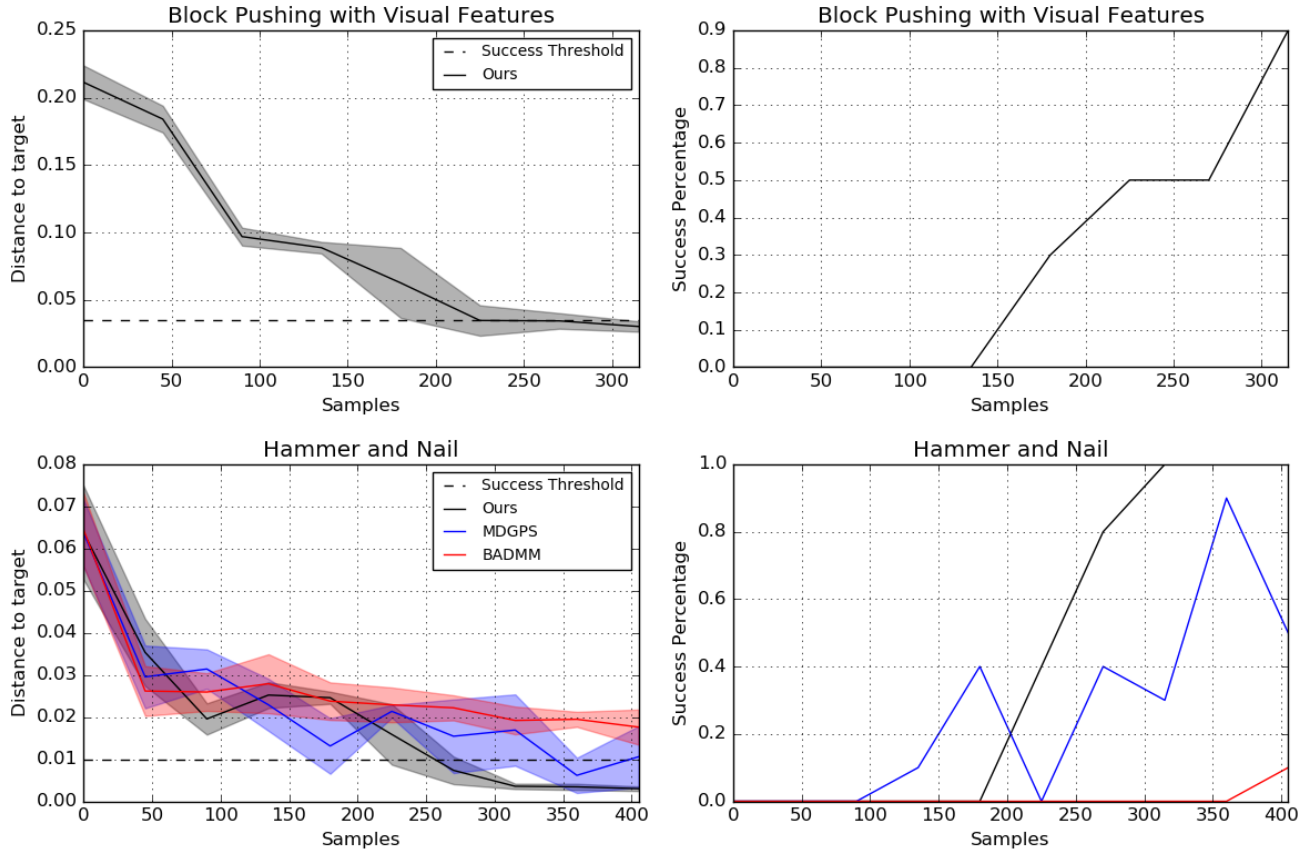 Block Pushing with Visual Features
0.25
0.20
0.15
0.10
0.05
0.00
Distance to target
Success Threshold
Ours
0 50 100 150 200 250 300
Samples
Block Pushing with Visual Features
0.9
0.8
0.7
0.6
0.5
0.4
0.3
0.2
0.1
0.0
Success Percentage
0 50 100 150 200 250 300
Samples
Hammer and Nail
0.08
0.07
0.06
0.05
0.04
0.03
0.02
0.01
0.00
Distance to target
Success Threshold
Ours
MDGPS
BADMM
0 50 100 150 200 250 300 350 400
Samples
Hammer and Nail
1.0
0.8
0.6
0.4
0.2
0.0
Success Percentage
0 50 100 150 200 250 300 350 400
Samples